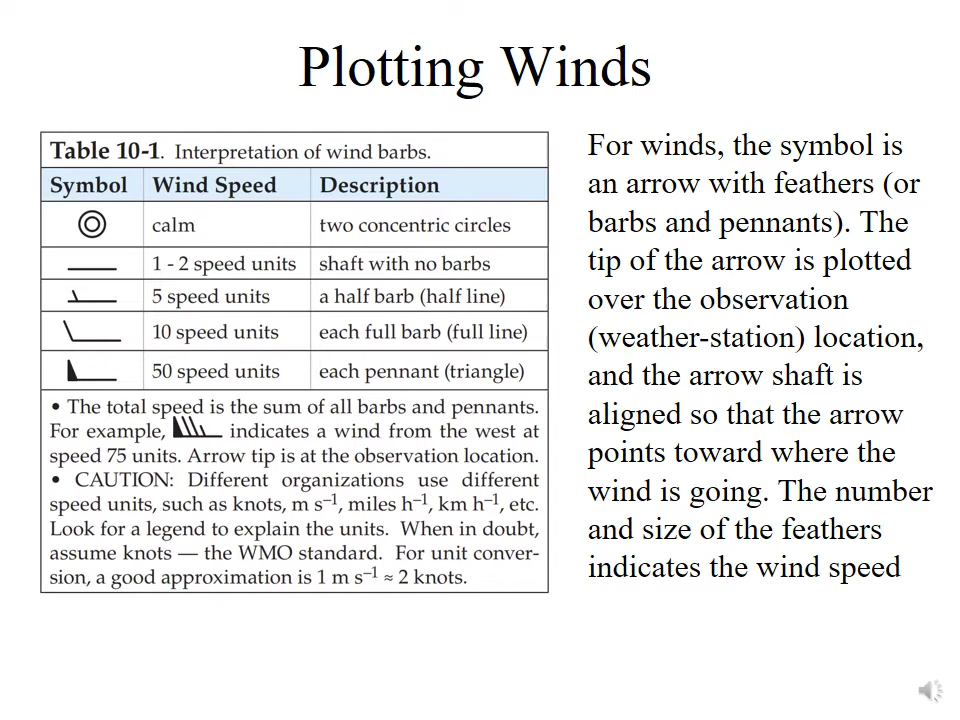 Plotting Winds
Table 10-1. Interpretation of wind barbs.
Symbol Wind Speed Description
calm two concentric circles
1 - 2 speed units shaft with no barbs
5 speed units a half barb (half line)
10 speed units each full barb (full line)
50 speed units each pennant (triangle)
• The total speed is the sum of all barbs and pennants.
For example, indicates a wind from the west at
speed 75 units. Arrow tip is at the observation location.
• CAUTION: Different organizations use different
speed units, such as knots, m s⁻¹, miles h⁻¹, km h⁻¹, etc.
Look for a legend to explain the units. When in doubt,
assume knots — the WMO standard. For unit conver-
sion, a good approximation is 1 m s⁻¹ ≈ 2 knots.
For winds, the symbol is
an arrow with feathers (or
barbs and pennants). The
tip of the arrow is plotted
over the observation
(weather-station) location,
and the arrow shaft is
aligned so that the arrow
points toward where the
wind is going. The number
and size of the feathers
indicates the wind speed